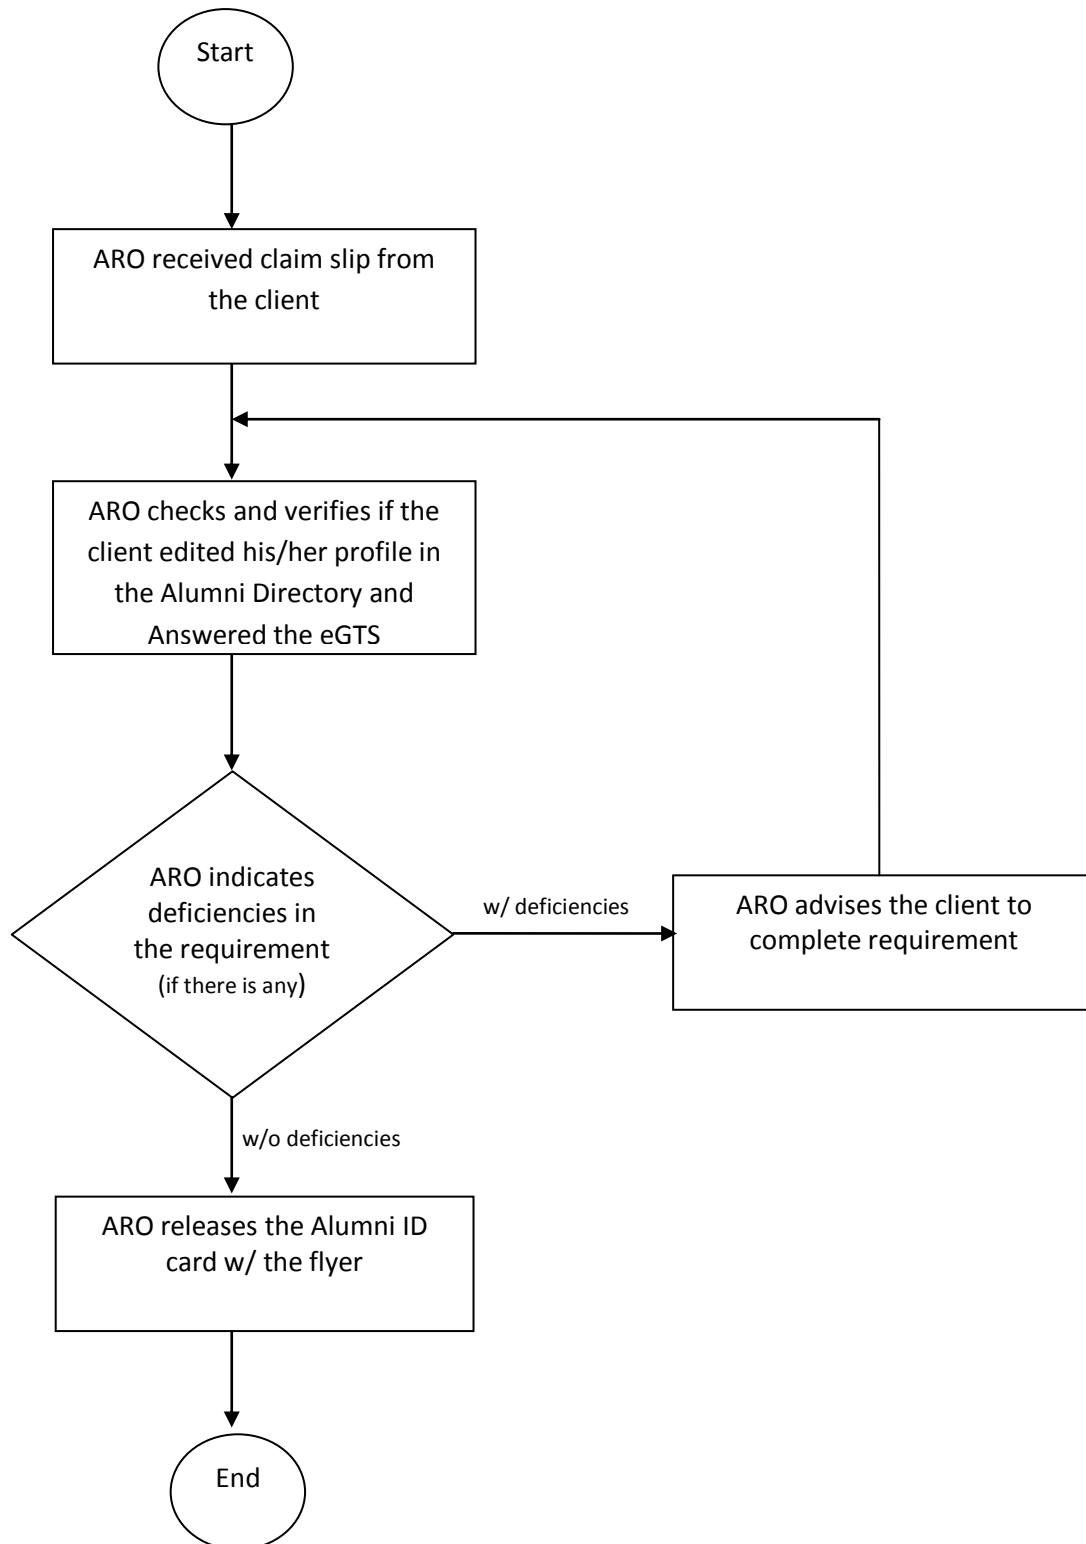 Start
ARO received claim slip from
the client
ARO checks and verifies if the
client edited his/her profile in
the Alumni Directory and
Answered the eGTS
ARO indicates
deficiencies in
the requirement
(if there is any)
w/ deficiencies
ARO advises the client to
complete requirement
w/o deficiencies
ARO releases the Alumni ID
card w/ the flyer
End